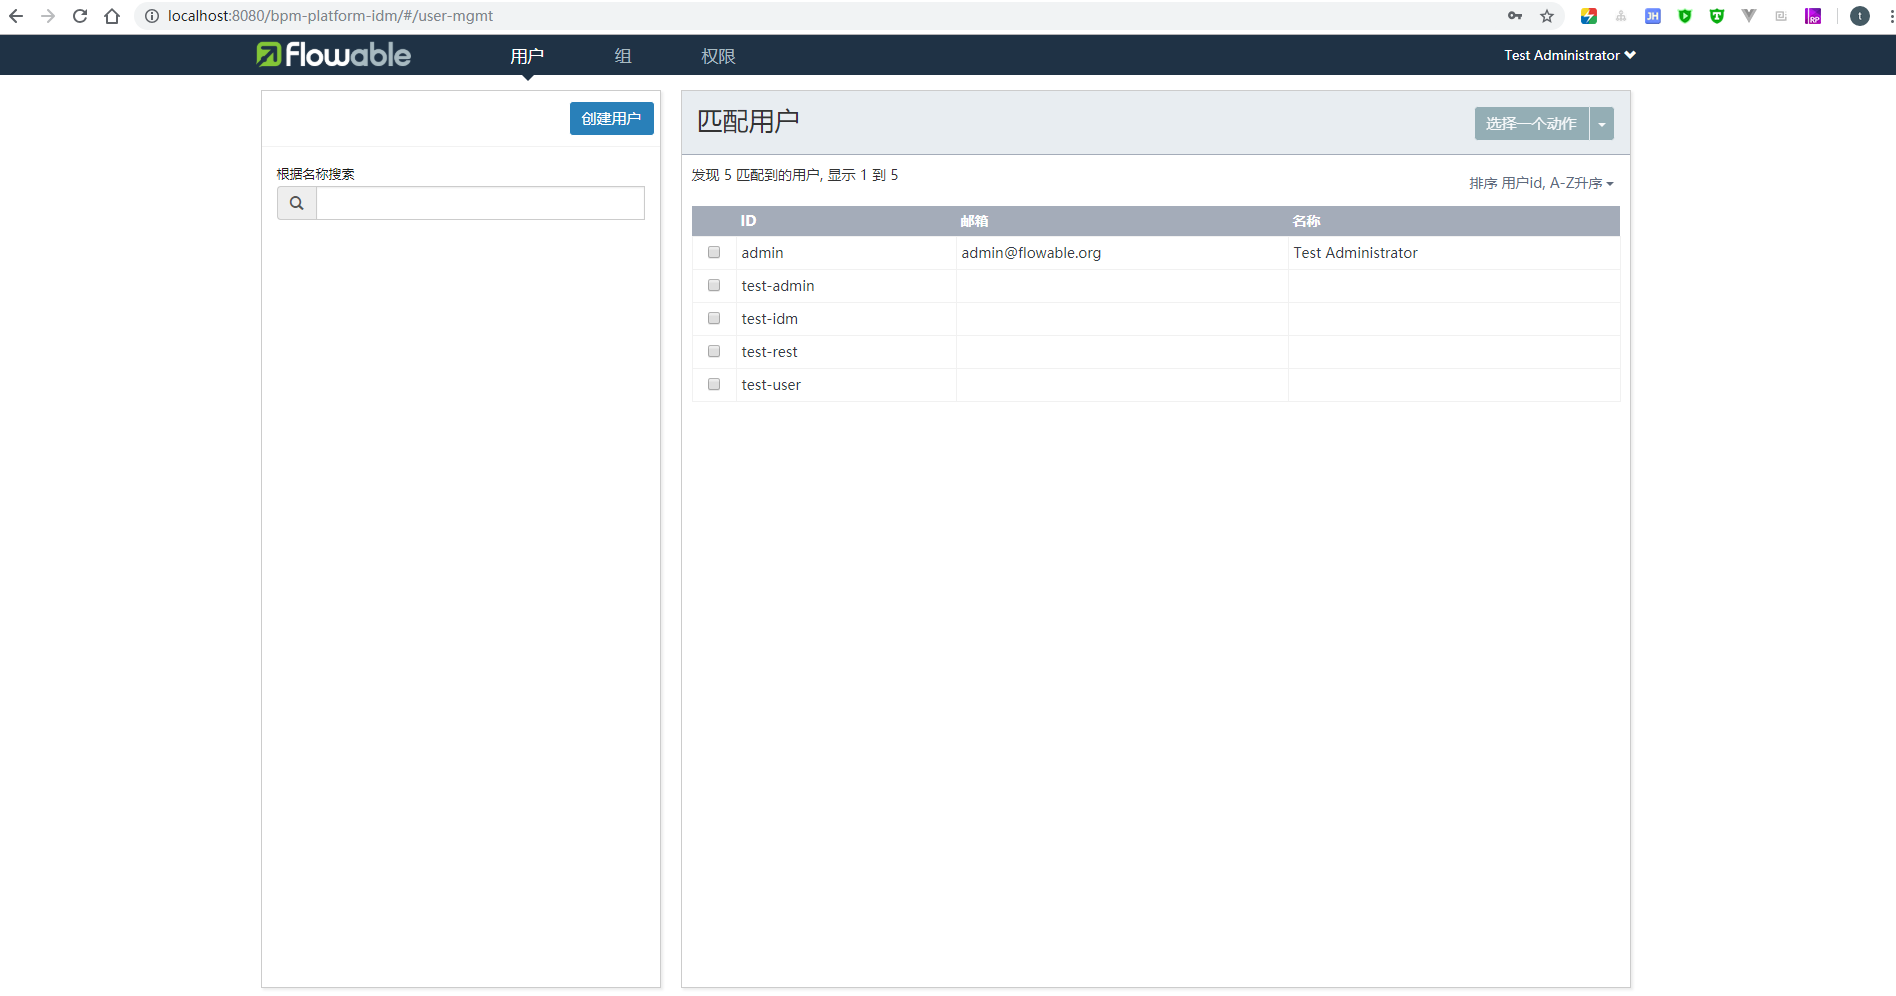 localhost:8080/bpm-platform-idm/#/user-mgmt
JH
T
RP
t
flowable
用户
组
权限
Test Administrator
创建用户
根据名称搜索
匹配用户
选择一个动作
发现 5 匹配到的用户, 显示 1 到 5
排序 用户id, A-Z升序
ID 邮箱 名称
admin admin@flowable.org Test Administrator
test-admin
test-idm
test-rest
test-user